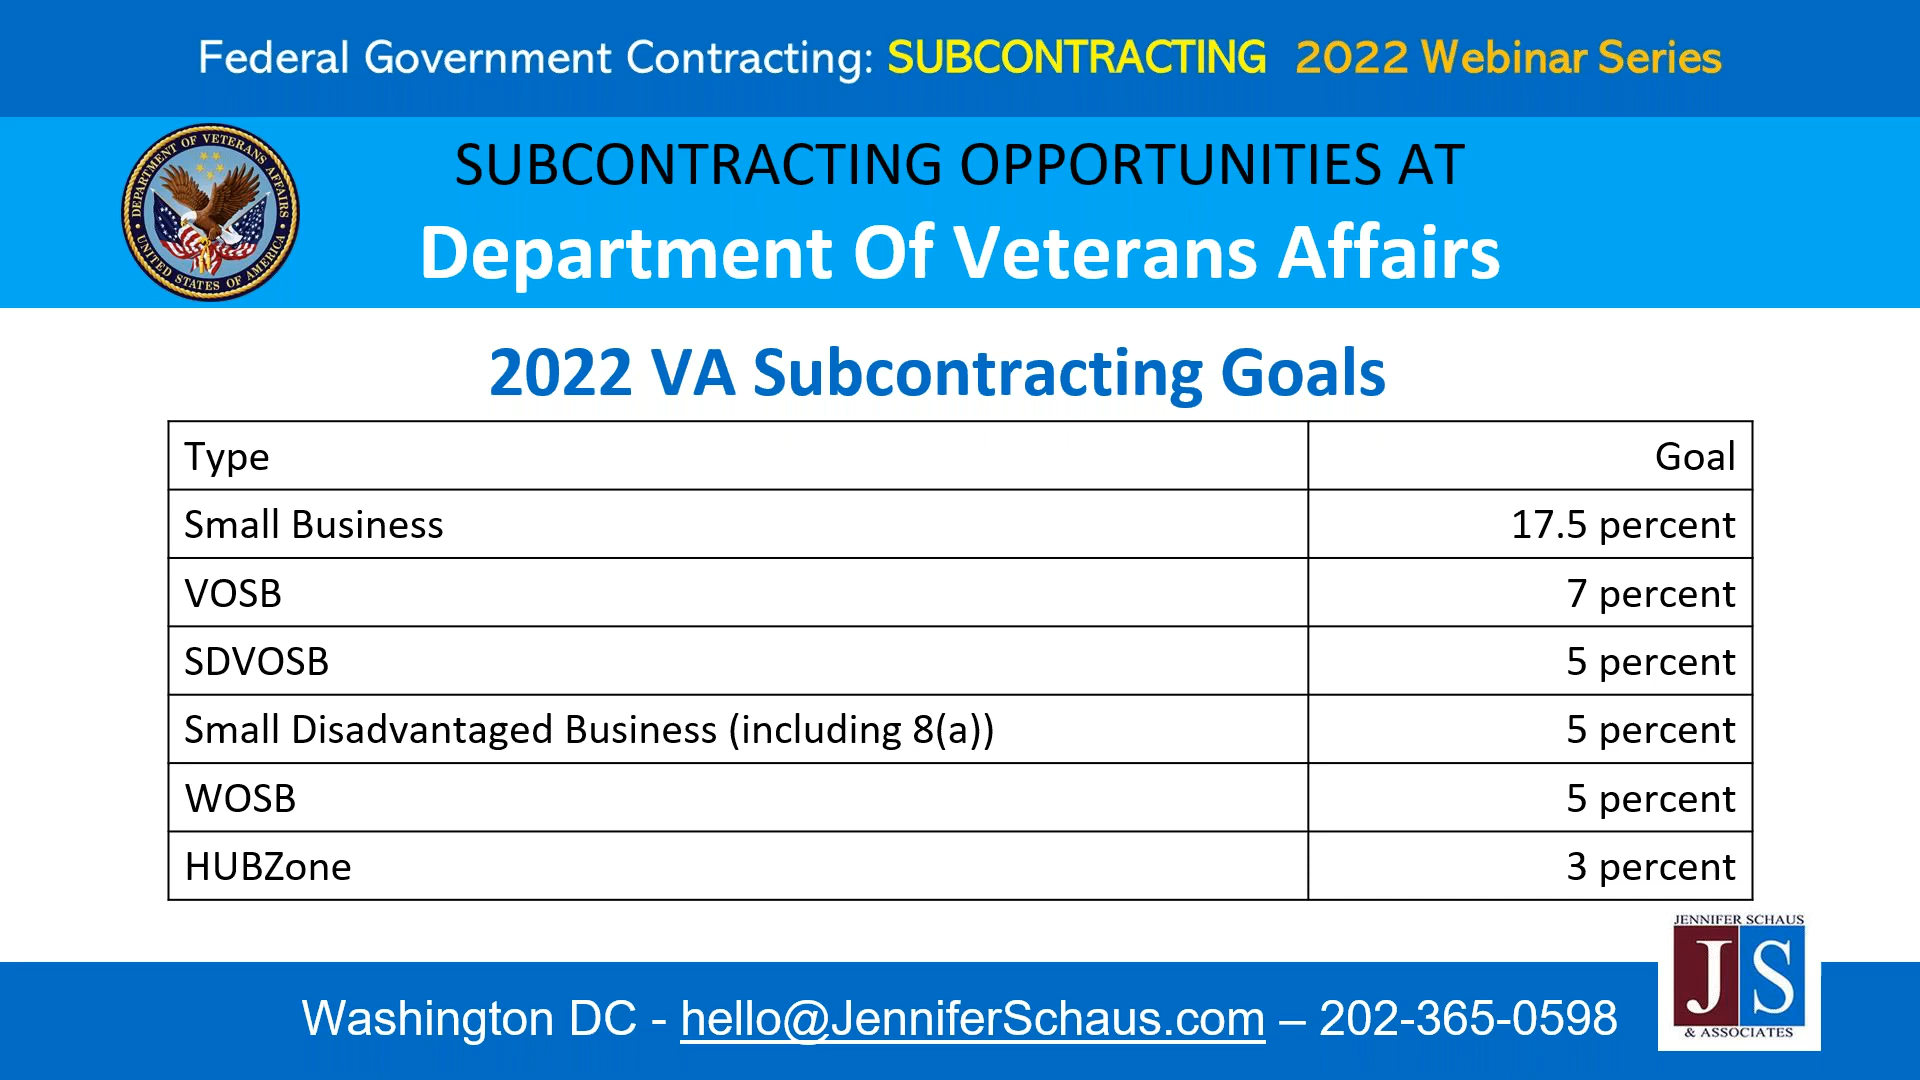 Federal Government Contracting: SUBCONTRACTING 2022 Webinar Series
DEPARTMENT OF VETERANS AFFAIRS
UNITED STATES OF AMERICA
SUBCONTRACTING OPPORTUNITIES AT
Department Of Veterans Affairs
2022 VA Subcontracting Goals
Type Goal
Small Business 17.5 percent
VOSB 7 percent
SDVOSB 5 percent
Small Disadvantaged Business (including 8(a)) 5 percent
WOSB 5 percent
HUBZone 3 percent
JENNIFER SCHAUS
JS
& ASSOCIATES
Washington DC - hello@JenniferSchaus.com – 202-365-0598